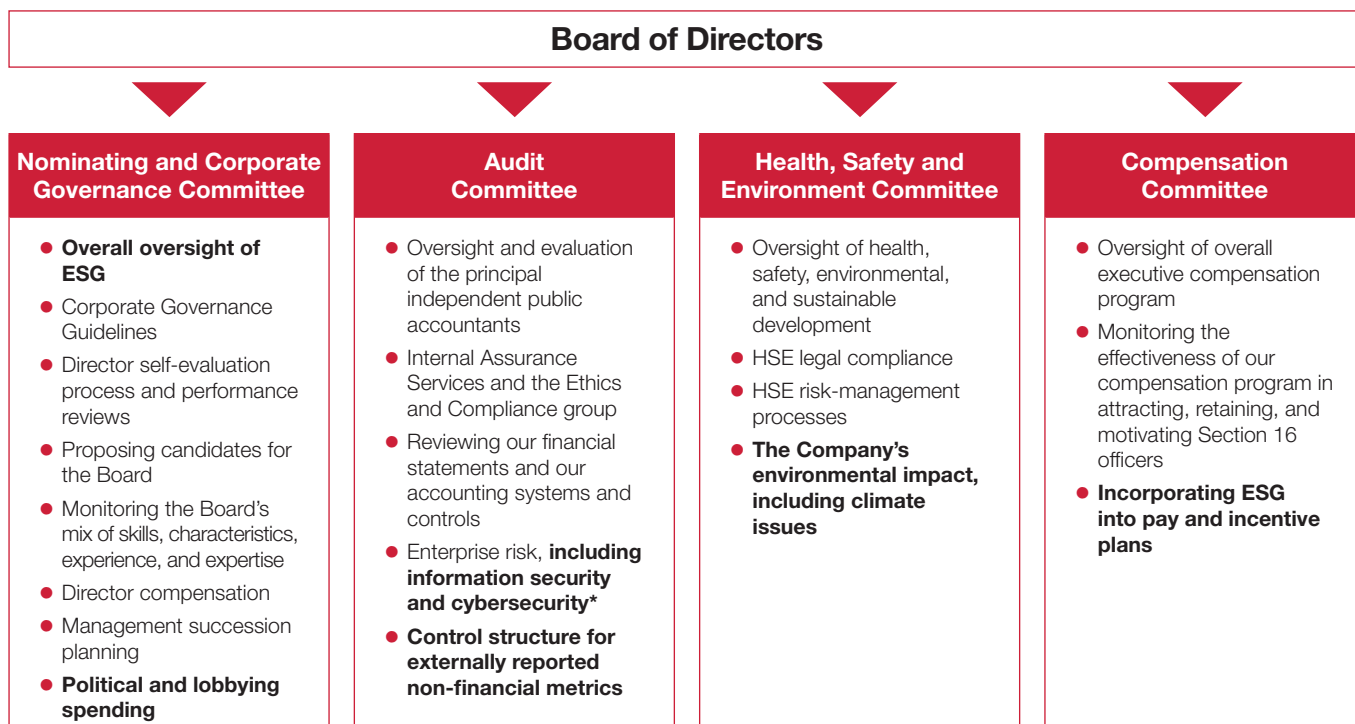 Board of Directors
Nominating and Corporate
Governance Committee
● Overall oversight of
ESG
● Corporate Governance
Guidelines
● Director self-evaluation
process and performance
reviews
● Proposing candidates for
the Board
● Monitoring the Board’s
mix of skills, characteristics,
experience, and expertise
● Director compensation
● Management succession
planning
● Political and lobbying
spending
Audit
Committee
● Oversight and evaluation
of the principal
independent public
accountants
● Internal Assurance
Services and the Ethics
and Compliance group
● Reviewing our financial
statements and our
accounting systems and
controls
● Enterprise risk, including
information security
and cybersecurity*
● Control structure for
externally reported
non-financial metrics
Health, Safety and
Environment Committee
● Oversight of health,
safety, environmental,
and sustainable
development
● HSE legal compliance
● HSE risk-management
processes
● The Company’s
environmental impact,
including climate
issues
Compensation
Committee
● Oversight of overall
executive compensation
program
● Monitoring the
effectiveness of our
compensation program in
attracting, retaining, and
motivating Section 16
officers
● Incorporating ESG
into pay and incentive
plans